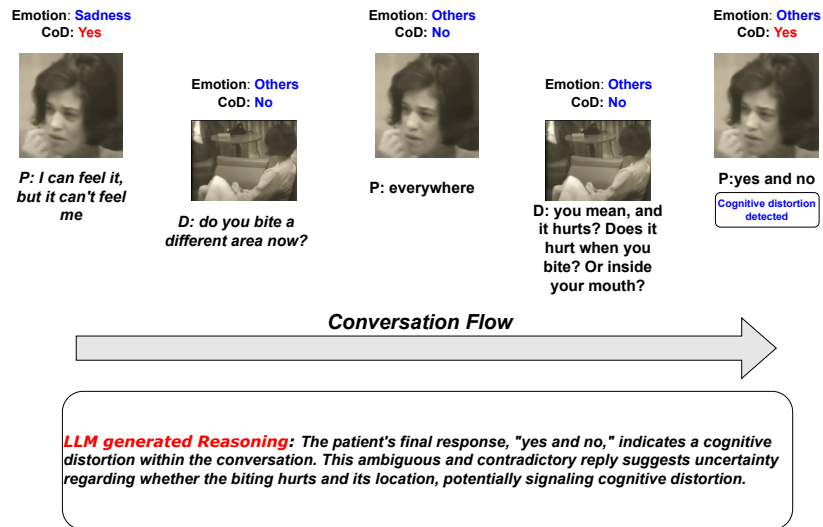 Emotion: Sadness
CoD: Yes
P: I can feel it,
but it can't feel
me
Emotion: Others
CoD: No
D: do you bite a
different area now?
Emotion: Others
CoD: No
P: everywhere
Emotion: Others
CoD: No
D: you mean, and
it hurts? Does it
hurt when you
bite? Or inside
your mouth?
Emotion: Others
CoD: Yes
P:yes and no
Cognitive distortion
detected
Conversation Flow
LLM generated Reasoning: The patient's final response, "yes and no," indicates a cognitive
distortion within the conversation. This ambiguous and contradictory reply suggests uncertainty
regarding whether the biting hurts and its location, potentially signaling cognitive distortion.